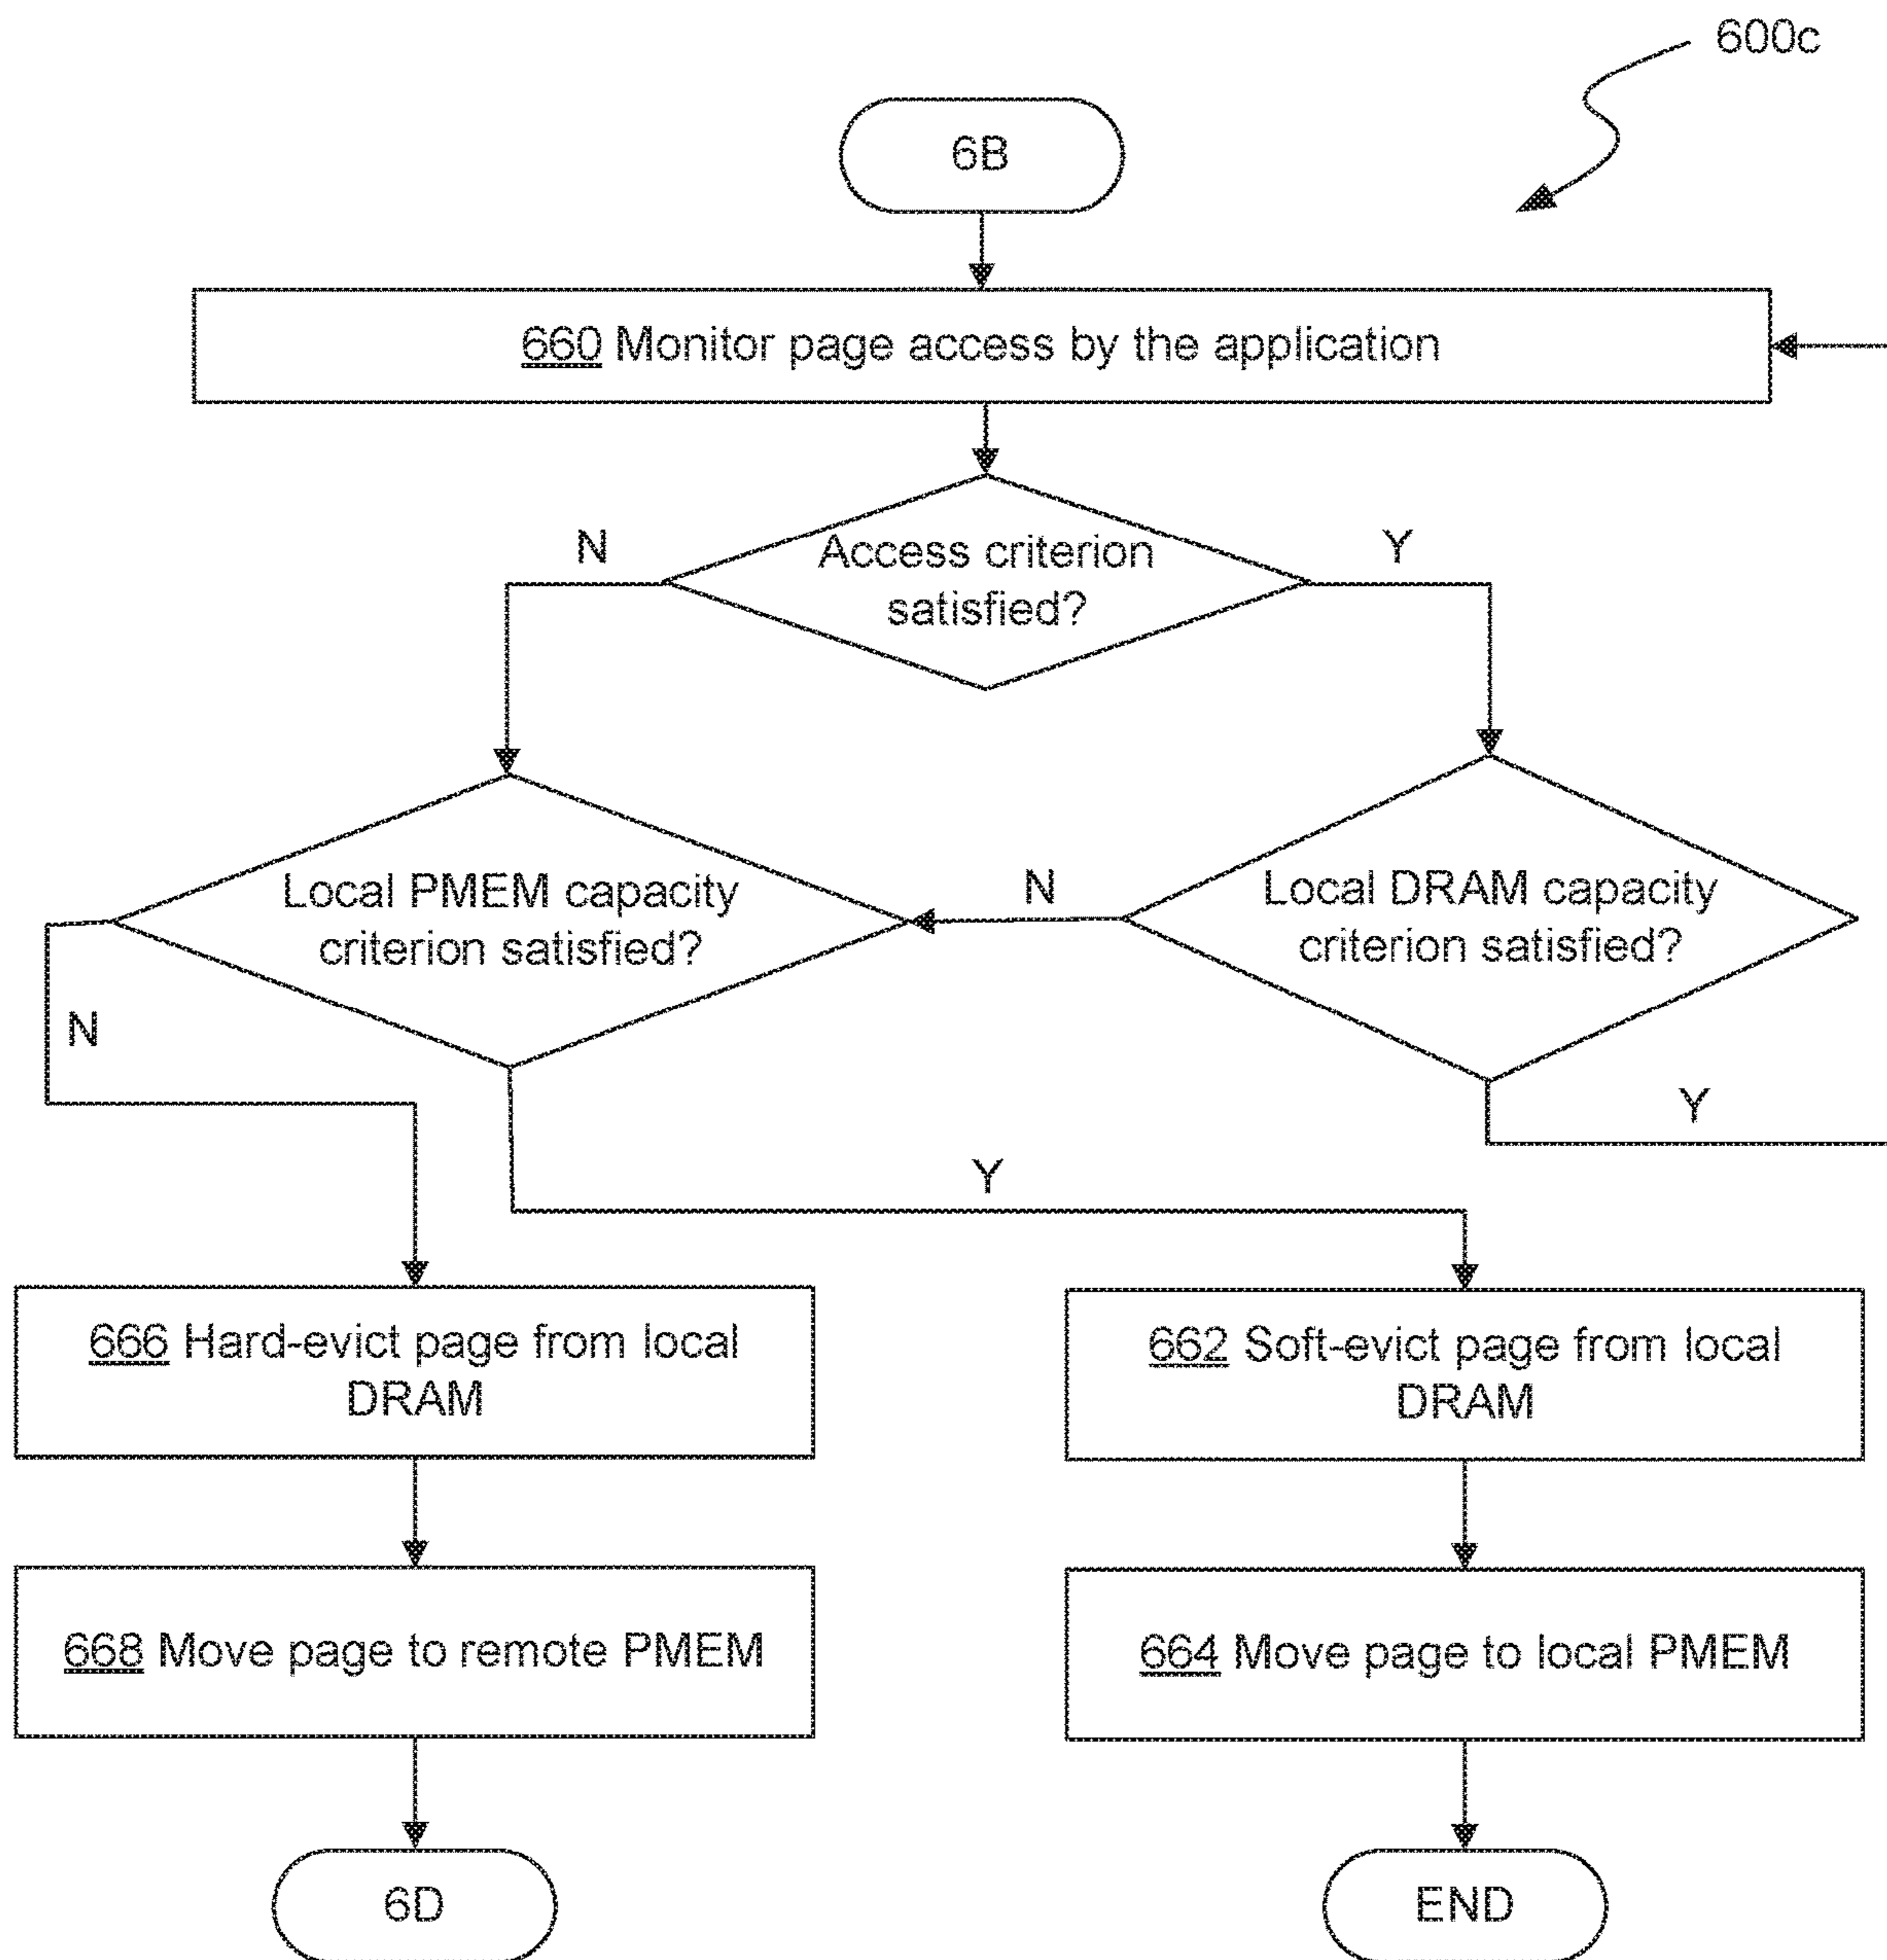 600c
6B
660 Monitor page access by the application
N
Y
Access criterion
satisfied?
Local PMEM capacity
criterion satisfied?
N
Local DRAM capacity
criterion satisfied?
N
Y
Y
666 Hard-evict page from local
DRAM
662 Soft-evict page from local
DRAM
668 Move page to remote PMEM
664 Move page to local PMEM
6D
END